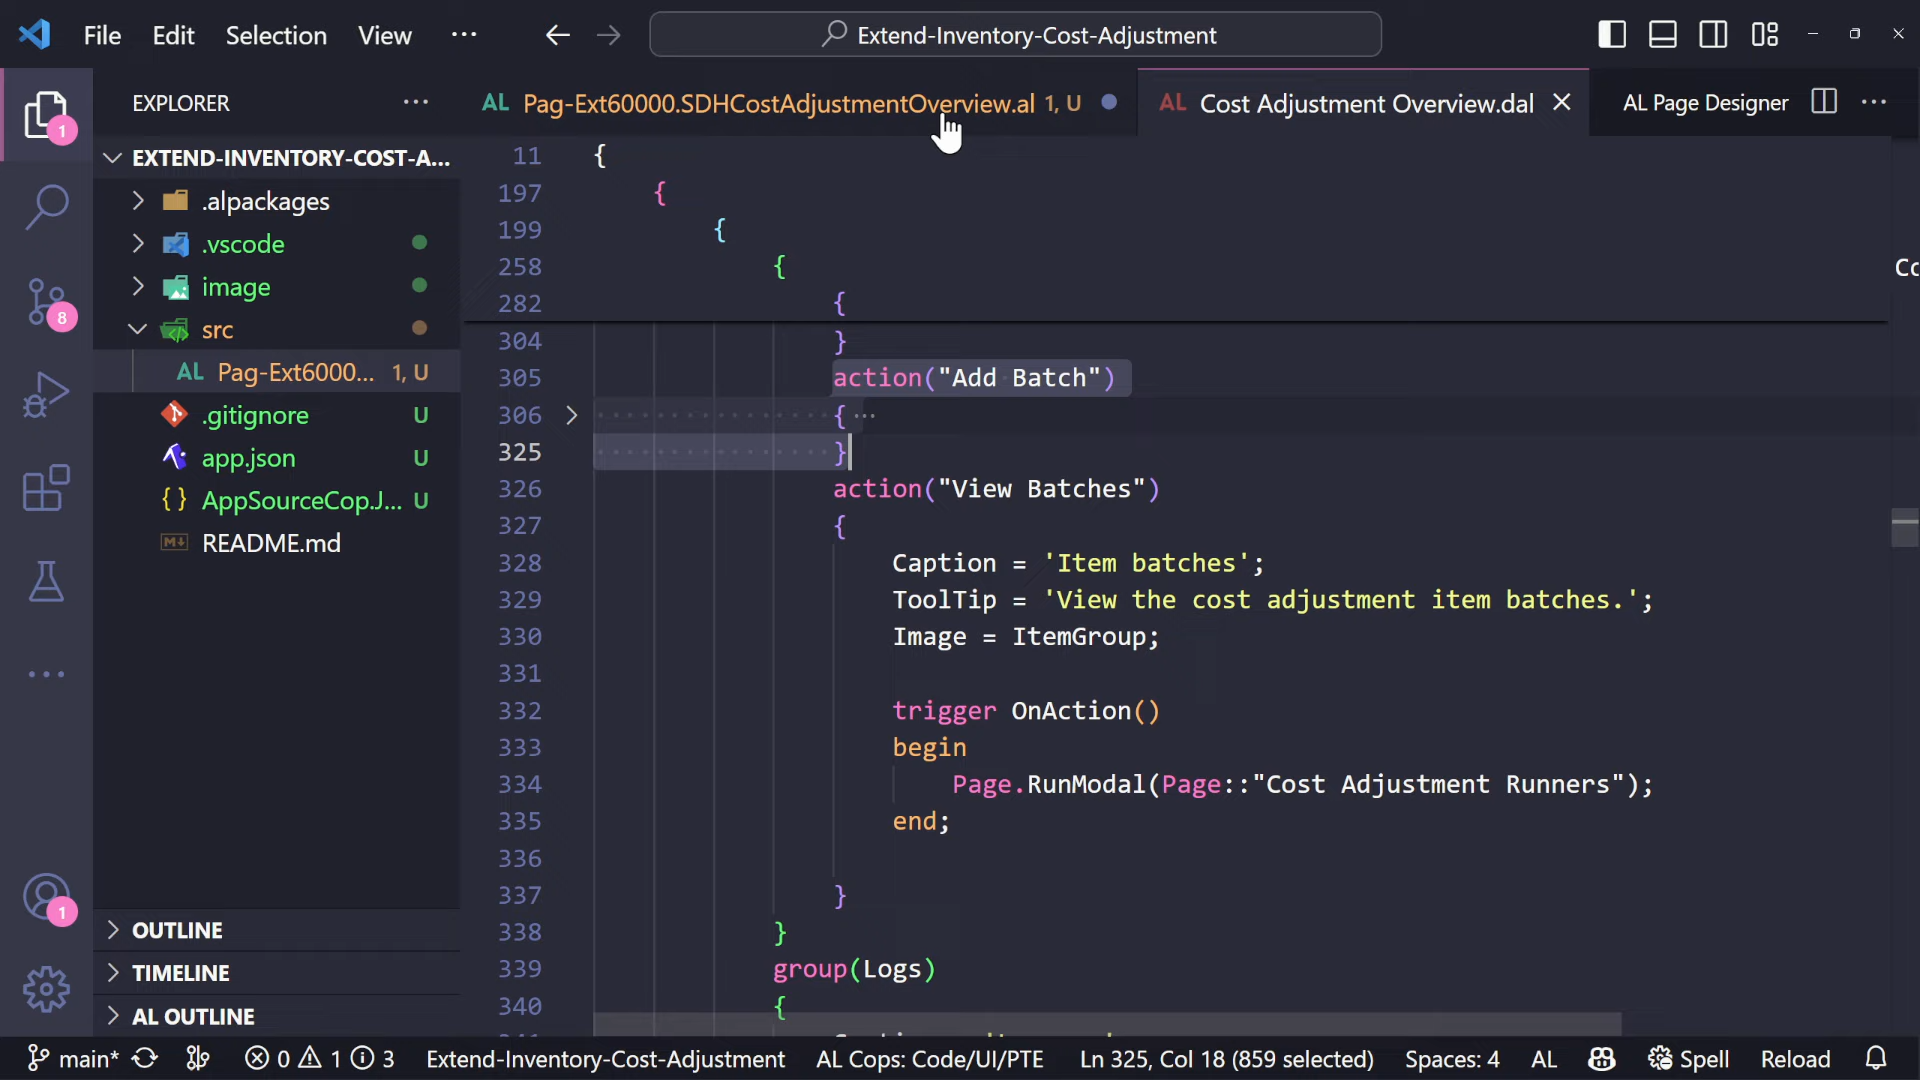 File Edit Selection View ··· Extend-Inventory-Cost-Adjustment
EXPLORER ···
AL Pag-Ext60000.SDHCostAdjustmentOverview.al 1, U
AL Cost Adjustment Overview.dal
AL Page Designer ···
1
EXTEND-INVENTORY-COST-A...
.alpackages
.vscode
image
src
AL Pag-Ext6000... 1, U
.gitignore U
app.json U
{} AppSourceCop.J... U
README.md
8
1
OUTLINE
TIMELINE
AL OUTLINE
11 {
197 {
199 {
258 {
282 {
304 }
305 action("Add Batch")
306 { ···
325 }
326 action("View Batches")
327 {
328 Caption = 'Item batches';
329 ToolTip = 'View the cost adjustment item batches.';
330 Image = ItemGroup;
331
332 trigger OnAction()
333 begin
334 Page.RunModal(Page::"Cost Adjustment Runners");
335 end;
336
337 }
338 }
339 group(Logs)
340 {
main* 0 1 3 Extend-Inventory-Cost-Adjustment AL Cops: Code/UI/PTE Ln 325, Col 18 (859 selected) Spaces: 4 AL Spell Reload